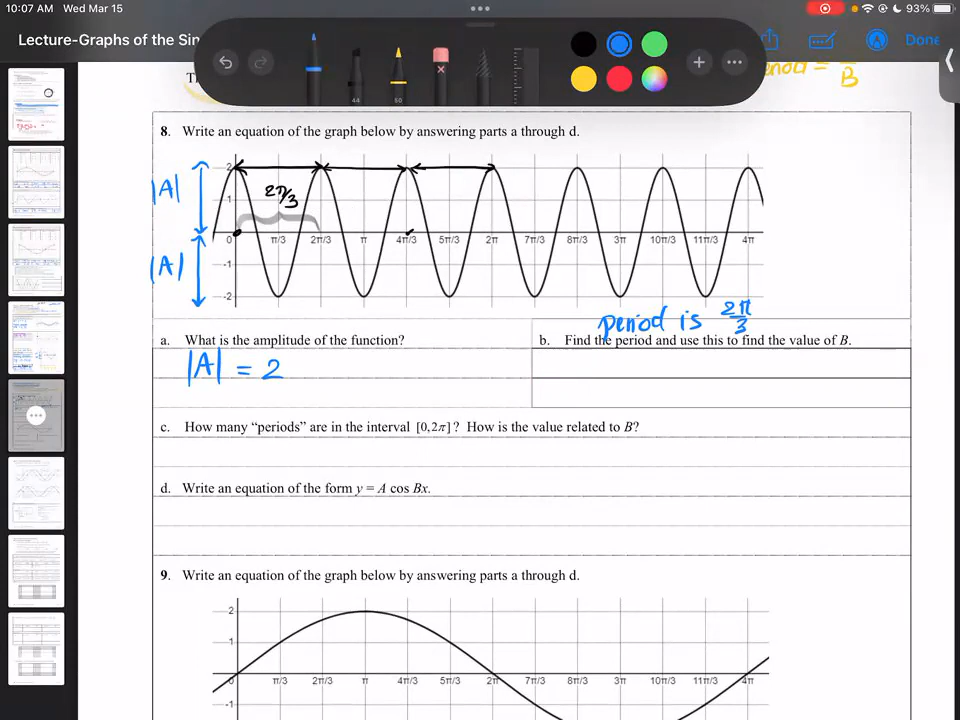 10:07 AM Wed Mar 15
93%
Lecture-Graphs of the Sin
Done
44
50
B
8. Write an equation of the graph below by answering parts a through d.
|A|
|A|
2π/3
2
1
-1
-2
0 π/3 2π/3 π 4π/3 5π/3 2π 7π/3 8π/3 3π 10π/3 11π/3 4π
period is 2π/3
a. What is the amplitude of the function?
b. Find the period and use this to find the value of B.
|A| = 2
c. How many “periods” are in the interval [0,2π]? How is the value related to B?
d. Write an equation of the form y = A cos Bx.
9. Write an equation of the graph below by answering parts a through d.
2
1
0 π/3 2π/3 π 4π/3 5π/3 2π 7π/3 8π/3 3π 10π/3 11π/3 4π
-1